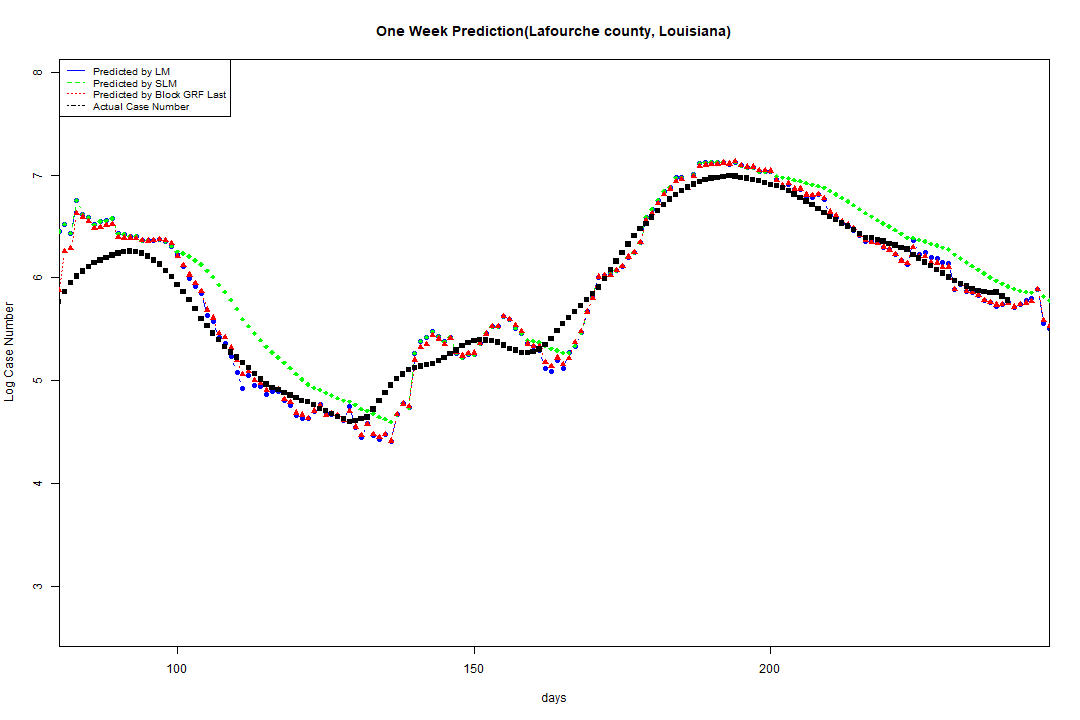 One Week Prediction(Lafourche county, Louisiana)
Predicted by LM
Predicted by SLM
Predicted by Block GRF Last
Actual Case Number
8
7
6
5
4
3
Log Case Number
100 150 200
days